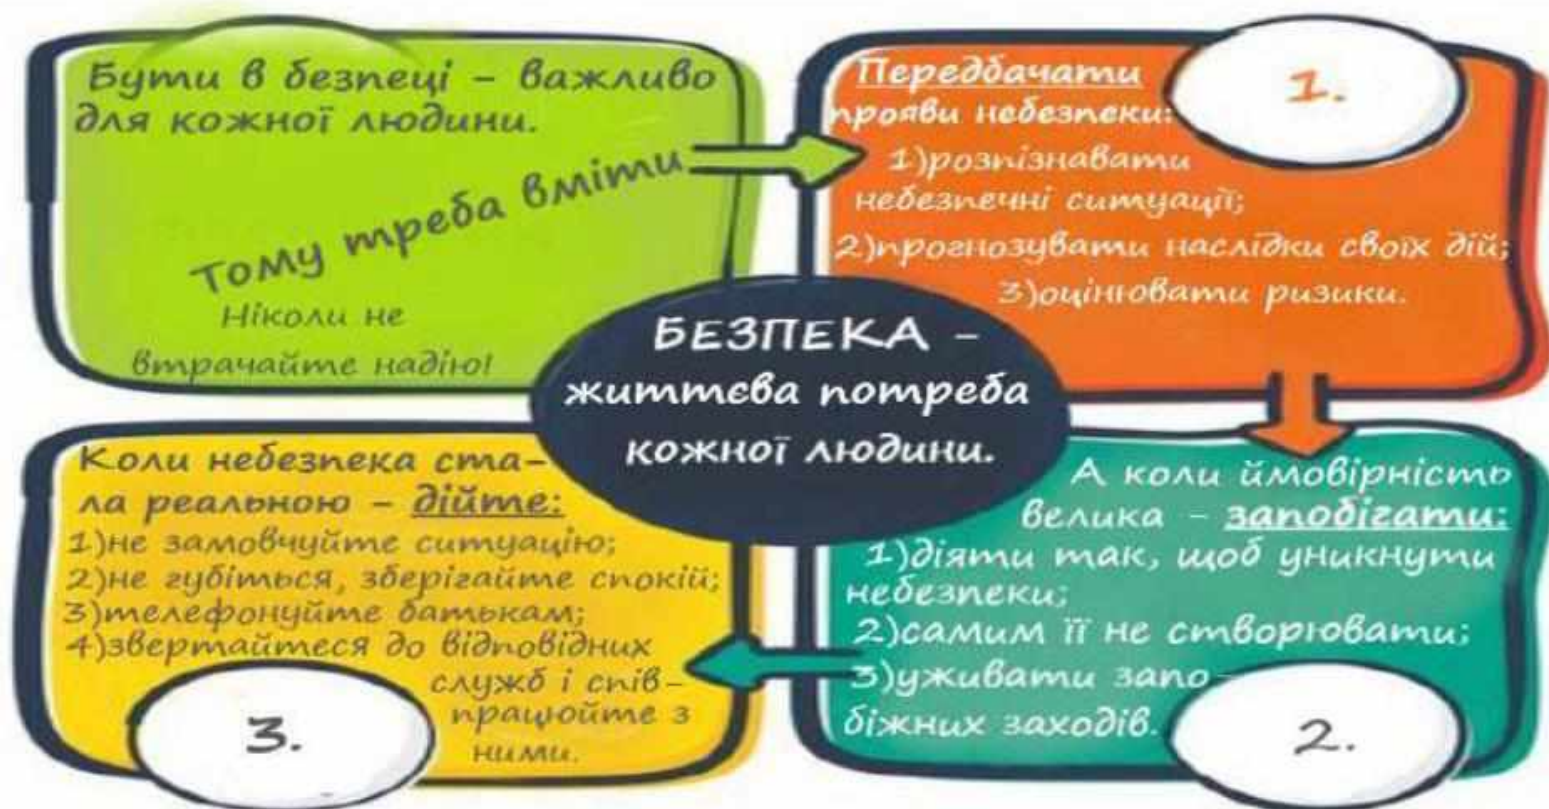 Бути в безпеці – важливо
для кожної людини.
Тому треба вміти
Ніколи не
втрачайте надію!
1.
Передбачати
прояви небезпеки:
1)розпізнавати
небезпечні ситуації;
2)прогнозувати наслідки своїх дій;
3)оцінювати ризики.
БЕЗПЕКА –
життєва потреба
кожної людини.
А коли ймовірність
велика – запобігати:
1)діяти так, щоб уникнути
небезпеки;
2)самим її не створювати;
3)уживати запо-
біжних заходів.
2.
Коли небезпека ста-
ла реальною – дійте:
1)не замовчуйте ситуацію;
2)не губіться, зберігайте спокій;
3)телефонуйте батькам;
4)звертайтеся до відповідних
служб і спів-
працюйте з
ними.
3.